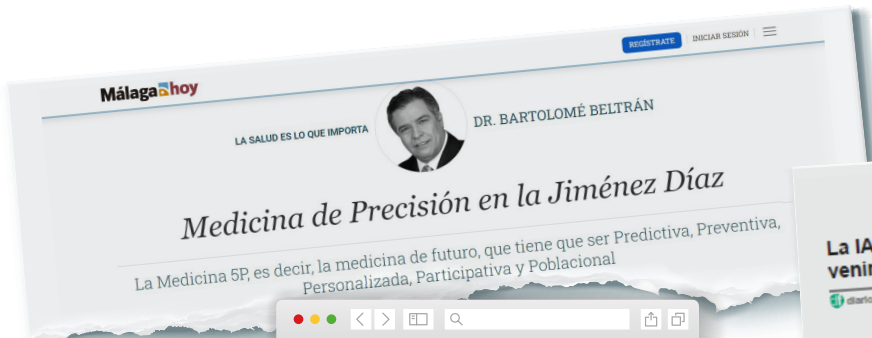 REGÍSTRATE INICIAR SESIÓN
Málaga hoy
LA SALUD ES LO QUE IMPORTA
DR. BARTOLOMÉ BELTRÁN
Medicina de Precisión en la Jiménez Díaz
La Medicina 5P, es decir, la medicina de futuro, que tiene que ser Predictiva, Preventiva,
Personalizada, Participativa y Poblacional
La IA
diario